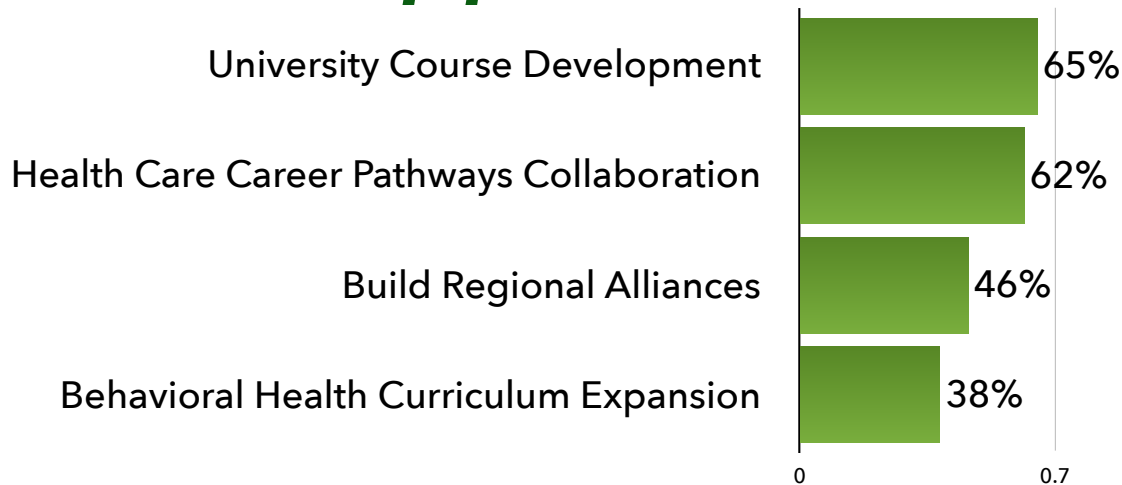 University Course Development 65%
Health Care Career Pathways Collaboration 62%
Build Regional Alliances 46%
Behavioral Health Curriculum Expansion 38%
0 0.7